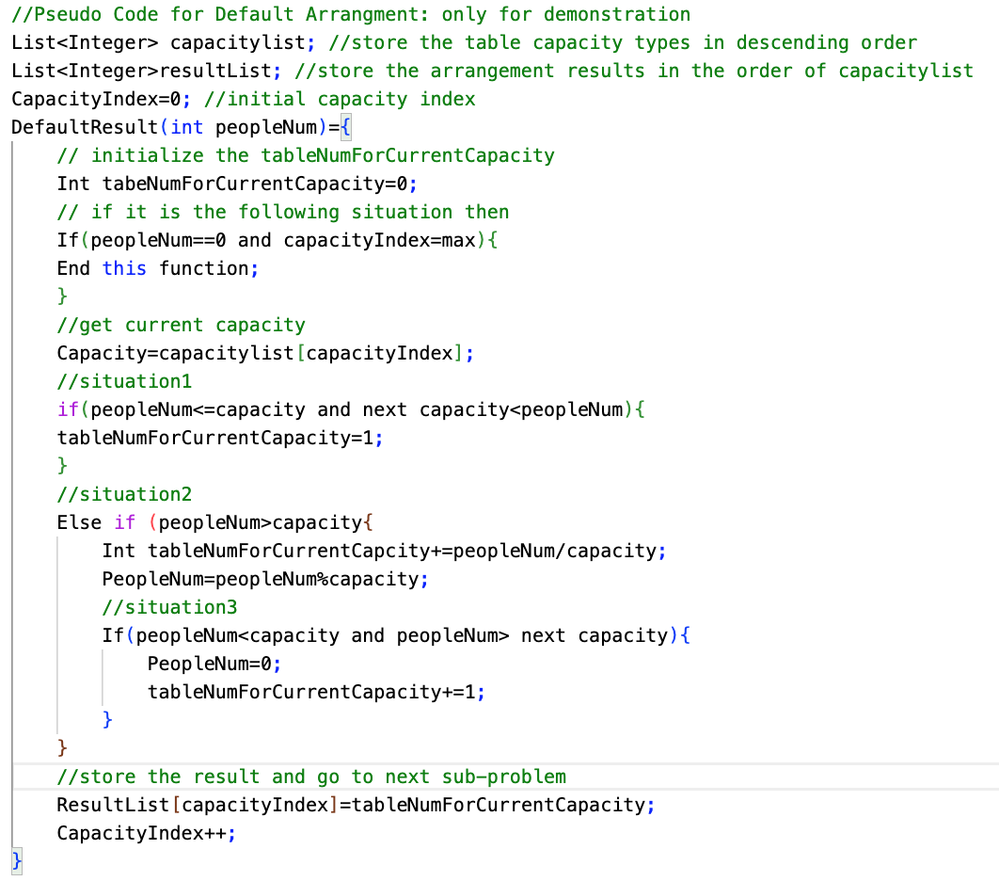 //Pseudo Code for Default Arrangment: only for demonstration
List<Integer> capacitylist; //store the table capacity types in descending order
List<Integer>resultList; //store the arrangement results in the order of capacitylist
CapacityIndex=0; //initial capacity index
DefaultResult(int peopleNum)={
    // initialize the tableNumForCurrentCapacity
    Int tabeNumForCurrentCapacity=0;
    // if it is the following situation then
    If(peopleNum==0 and capacityIndex=max){
    End this function;
    }
    //get current capacity
    Capacity=capacitylist[capacityIndex];
    //situation1
    if(peopleNum<=capacity and next capacity<peopleNum){
    tableNumForCurrentCapacity=1;
    }
    //situation2
    Else if (peopleNum>capacity{
        Int tableNumForCurrentCapcity+=peopleNum/capacity;
        PeopleNum=peopleNum%capacity;
        //situation3
        If(peopleNum<capacity and peopleNum> next capacity){
            PeopleNum=0;
            tableNumForCurrentCapacity+=1;
        }
    }
    //store the result and go to next sub-problem
    ResultList[capacityIndex]=tableNumForCurrentCapacity;
    CapacityIndex++;
}